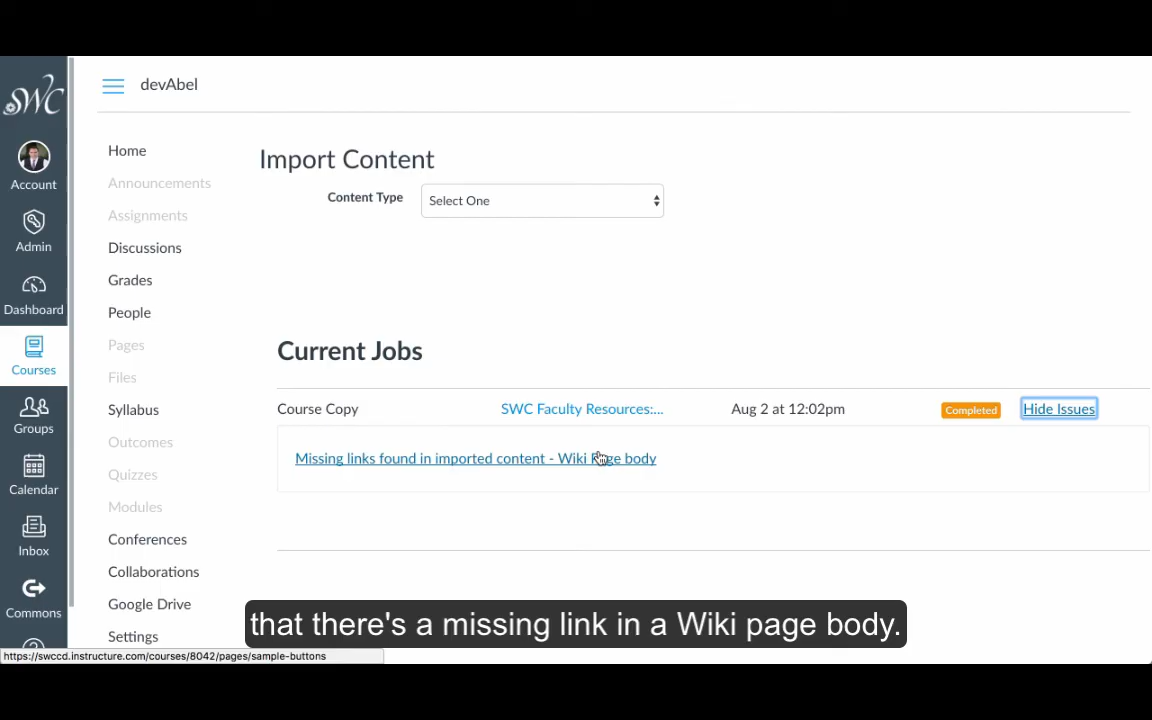 SWC
devAbel
Account
Admin
Dashboard
Courses
Groups
Calendar
Inbox
Commons
Home
Announcements
Assignments
Discussions
Grades
People
Pages
Files
Syllabus
Outcomes
Quizzes
Modules
Conferences
Collaborations
Google Drive
Settings
Import Content
Content Type Select One
Current Jobs
Course Copy SWC Faculty Resources:... Aug 2 at 12:02pm Completed Hide Issues
Missing links found in imported content - Wiki Page body
that there's a missing link in a Wiki page body.
https://swccd.instructure.com/courses/8042/pages/sample-buttons